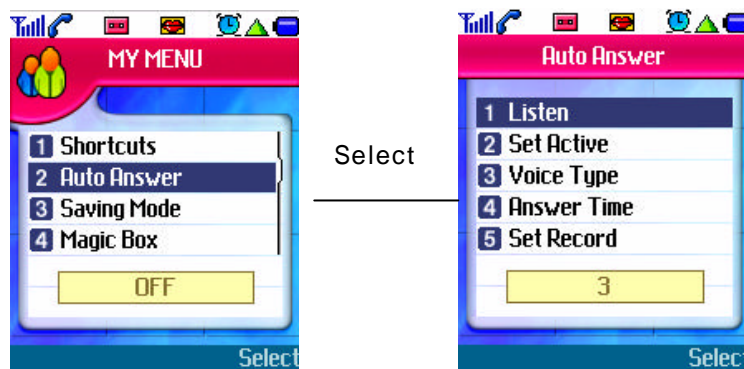 MY MENU
1 Shortcuts
2 Auto Answer
3 Saving Mode
4 Magic Box
OFF
Select
Select
Auto Answer
1 Listen
2 Set Active
3 Voice Type
4 Answer Time
5 Set Record
3
Selec